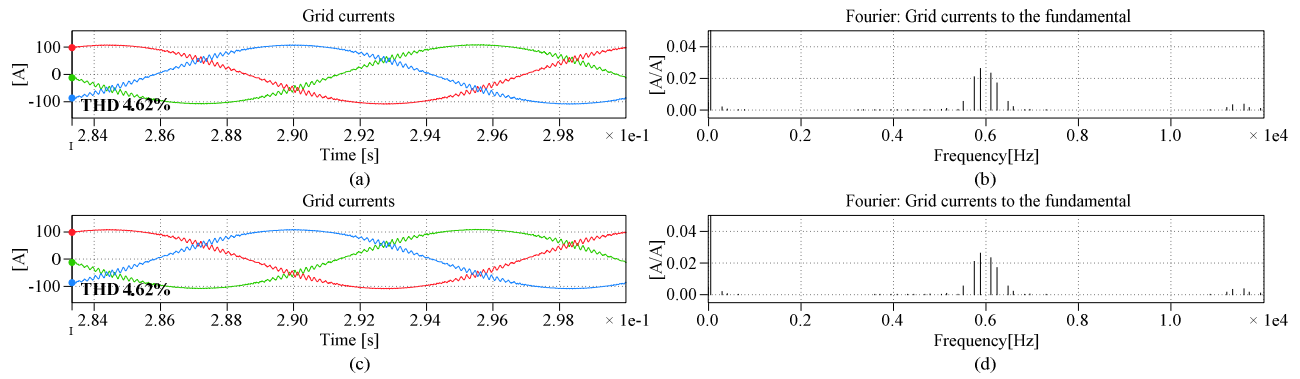 Grid currents
Fourier: Grid currents to the fundamental
[A]
100
0
-100
THD 4.62%
2.84 2.86 2.88 2.90 2.92 2.94 2.96 2.98 × 1e-1
I
Time [s]
(a)
[A/A]
0.04
0.02
0.00
0.0 0.2 0.4 0.6 0.8 1.0 × 1e4
Frequency[Hz]
(b)
Grid currents
Fourier: Grid currents to the fundamental
[A]
100
0
-100
THD 4.62%
2.84 2.86 2.88 2.90 2.92 2.94 2.96 2.98 × 1e-1
I
Time [s]
(c)
[A/A]
0.04
0.02
0.00
0.0 0.2 0.4 0.6 0.8 1.0 × 1e4
Frequency[Hz]
(d)